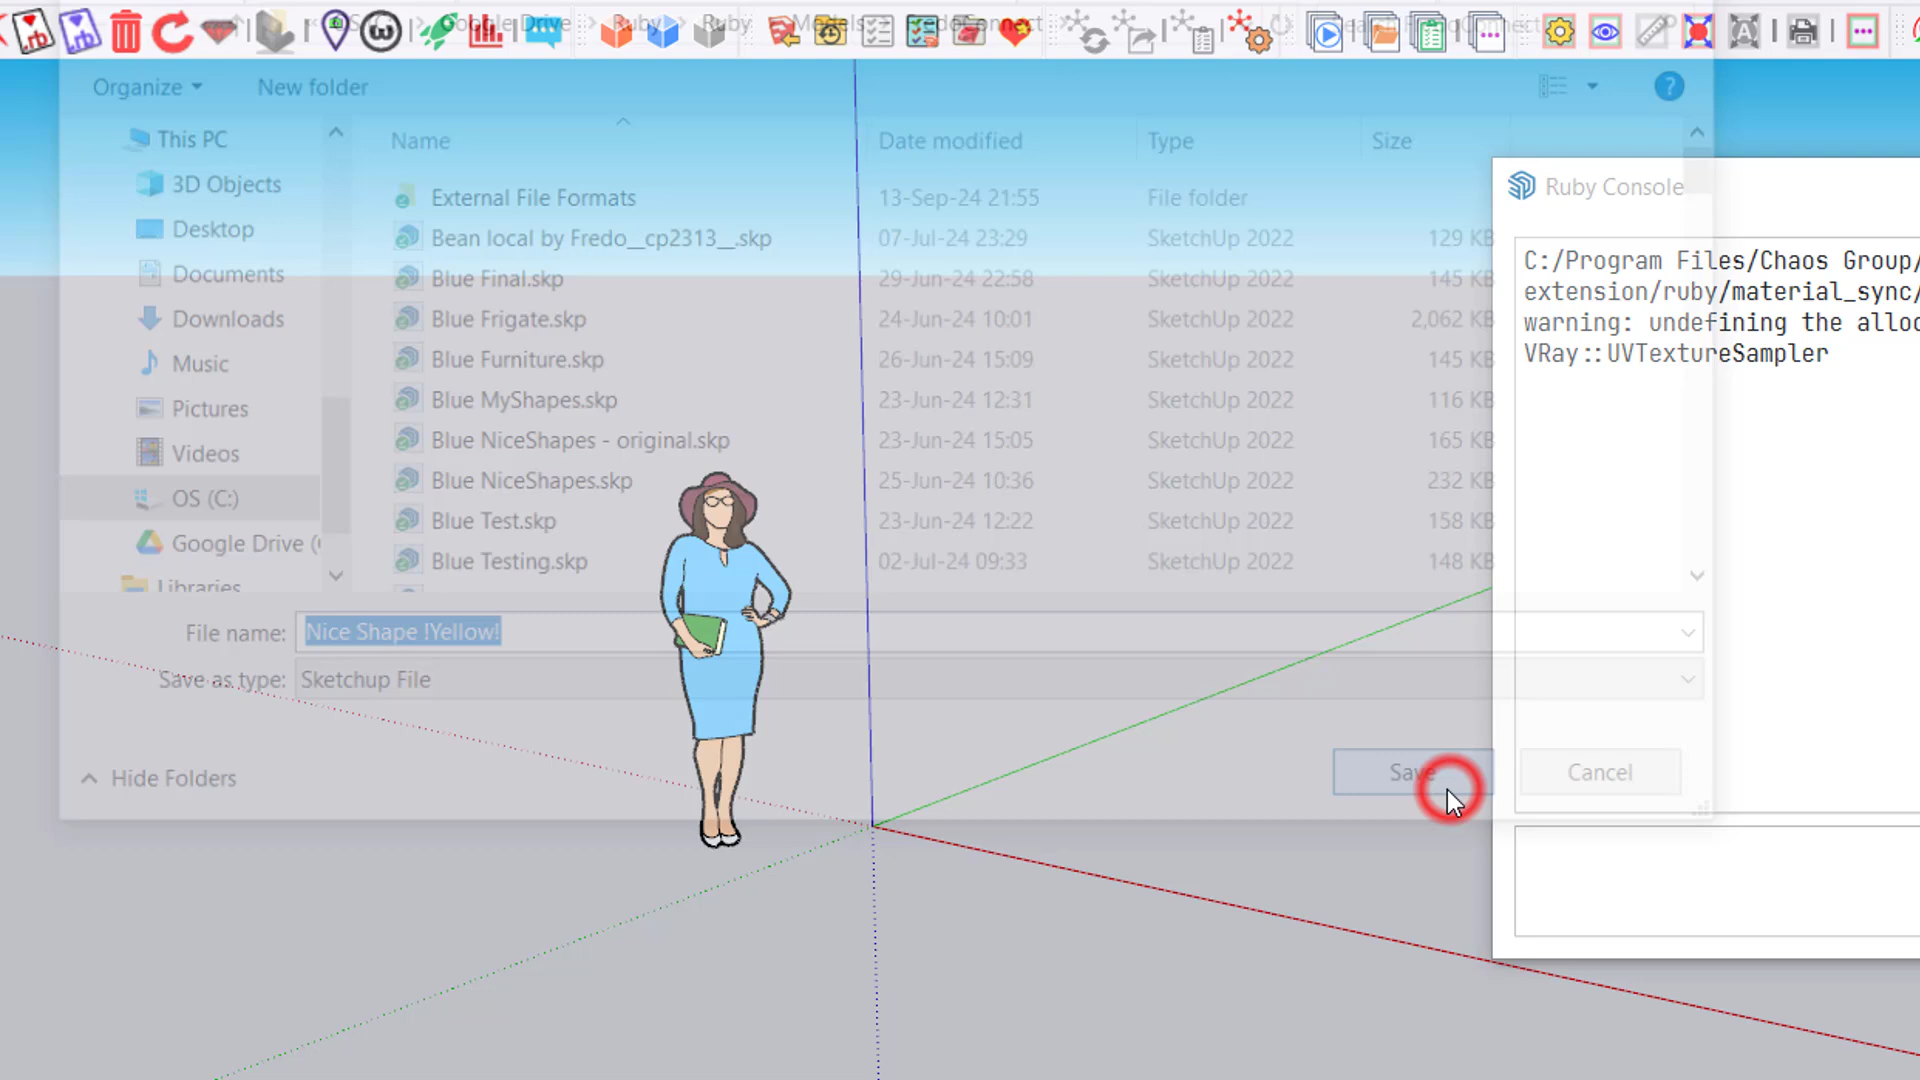 Google Drive
Ruby
Ruby
Models
Organize
New folder
Name
Date modified
Type
Size
This PC
3D Objects
Desktop
Documents
Downloads
Music
Pictures
Videos
OS (C:)
Google Drive (
Libraries
External File Formats 13-Sep-24 21:55 File folder
Bean local by Fredo__cp2313__.skp 07-Jul-24 23:29 SketchUp 2022 129 KB
Blue Final.skp 29-Jun-24 22:58 SketchUp 2022 145 KB
Blue Frigate.skp 24-Jun-24 10:01 SketchUp 2022 2,062 KB
Blue Furniture.skp 26-Jun-24 15:09 SketchUp 2022 145 KB
Blue MyShapes.skp 23-Jun-24 12:31 SketchUp 2022 116 KB
Blue NiceShapes - original.skp 23-Jun-24 15:05 SketchUp 2022 165 KB
Blue NiceShapes.skp 25-Jun-24 10:36 SketchUp 2022 232 KB
Blue Test.skp 23-Jun-24 12:22 SketchUp 2022 158 KB
Blue Testing.skp 02-Jul-24 09:33 SketchUp 2022 148 KB
File name: Nice Shape !Yellow!
Save as type: Sketchup File
Hide Folders
Save
Cancel
Ruby Console
C:/Program Files/Chaos Group/
extension/ruby/material_sync/
warning: undefining the alloc
VRay::UVTextureSampler